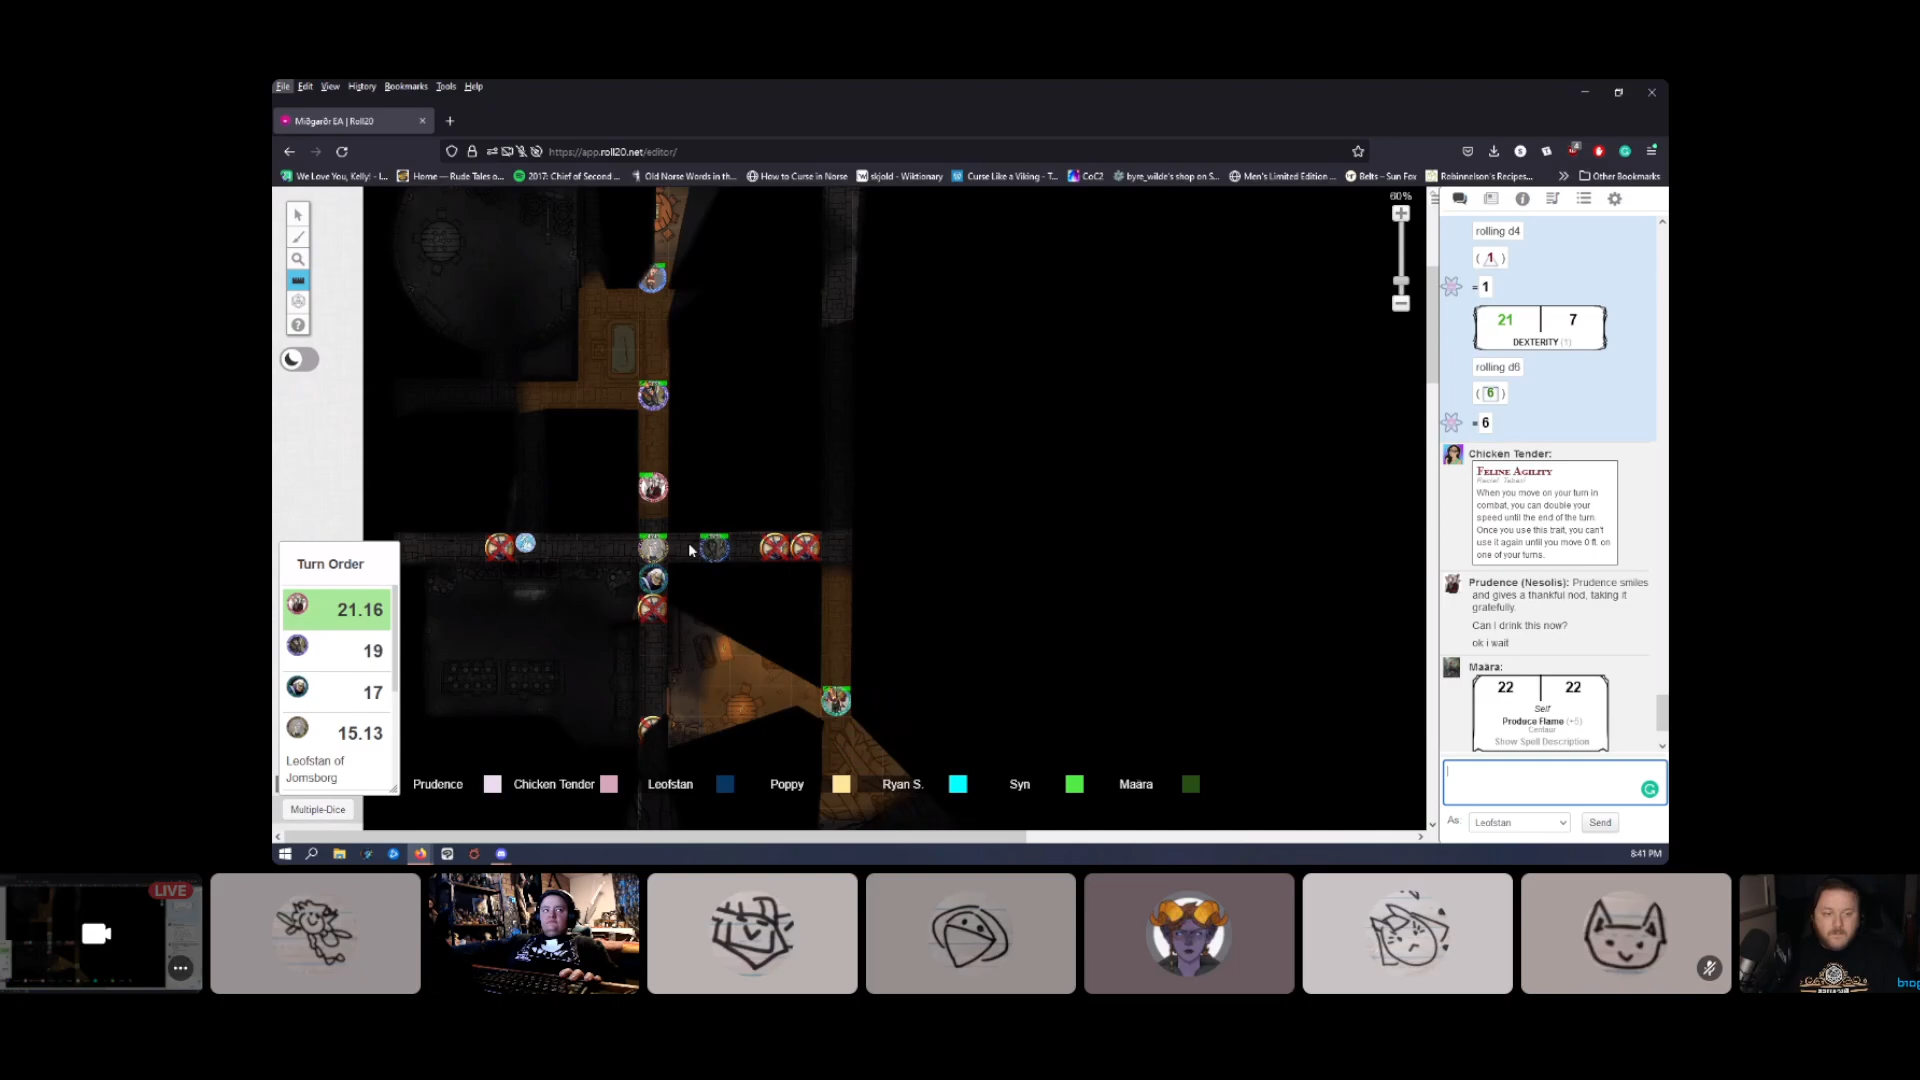 File Edit View History Bookmarks Tools Help
Miðgarðr EA | Roll20
https://app.roll20.net/editor/
We Love You, Kelly! - I...
Home — Rude Tales o...
2017: Chief of Second ...
Old Norse Words in th...
How to Curse in Norse
skjold - Wiktionary
Curse Like a Viking - T...
CoC2
byre_wilde's shop on S...
Men's Limited Edition ...
Belts – Sun Fox
Robinnelson's Recipes...
Other Bookmarks
60%
rolling d4
( 1 )
= 1
21 7
DEXTERITY (1)
rolling d6
( 6 )
= 6
Chicken Tender:
FELINE AGILITY
Racial Tabaxi
When you move on your turn in
combat, you can double your
speed until the end of the turn.
Once you use this trait, you can't
use it again until you move 0 ft. on
one of your turns.
Prudence (Nesolis): Prudence smiles
and gives a thankful nod, taking it
gratefully.
Can I drink this now?
ok i wait
Maara:
22 22
Self
Produce Flame (+5)
Centaur
Show Spell Description
Turn Order
21.16
19
17
15.13
Leofstan of
Jomsborg
Multiple-Dice
Prudence Chicken Tender Leofstan Poppy Ryan S. Syn Maara
As: Leofstan Send
8:41 PM
LIVE